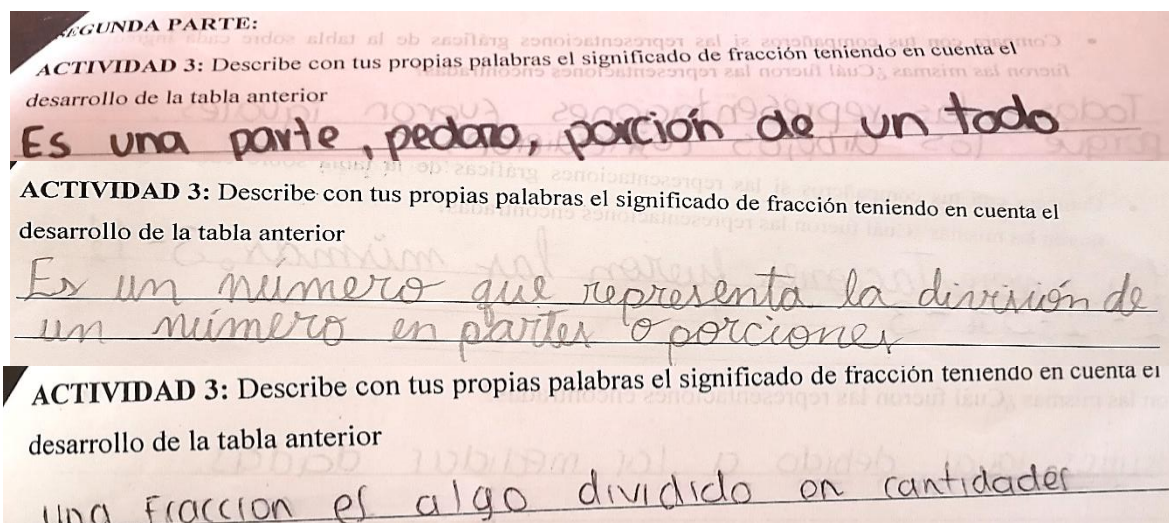 SEGUNDA PARTE:
ACTIVIDAD 3: Describe con tus propias palabras el significado de fracción teniendo en cuenta el
desarrollo de la tabla anterior
Es una parte, pedazo, porción de un todo
ACTIVIDAD 3: Describe con tus propias palabras el significado de fracción teniendo en cuenta el
desarrollo de la tabla anterior
Es un número que representa la división de
un número en partes o porciones
ACTIVIDAD 3: Describe con tus propias palabras el significado de fracción teniendo en cuenta el
desarrollo de la tabla anterior
una fraccion es algo dividido en cantidades